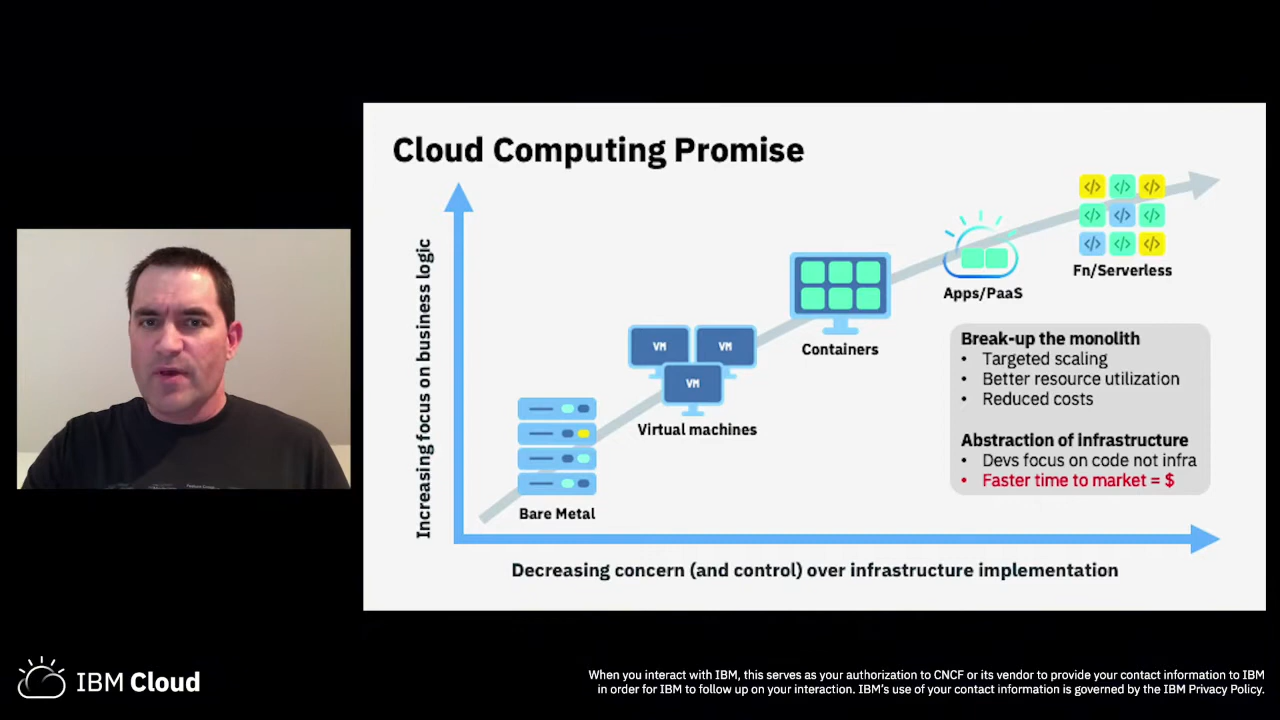 Cloud Computing Promise
Increasing focus on business logic
</>
</>
</>
</>
</>
</>
</>
</>
</>
Fn/Serverless
Apps/PaaS
Containers
VM
VM
VM
Virtual machines
Bare Metal
Break-up the monolith
• Targeted scaling
• Better resource utilization
• Reduced costs
Abstraction of infrastructure
• Devs focus on code not infra
• Faster time to market = $
Decreasing concern (and control) over infrastructure implementation
IBM Cloud
When you interact with IBM, this serves as your authorization to CNCF or its vendor to provide your contact information to IBM
in order for IBM to follow up on your interaction. IBM's use of your contact information is governed by the IBM Privacy Policy.